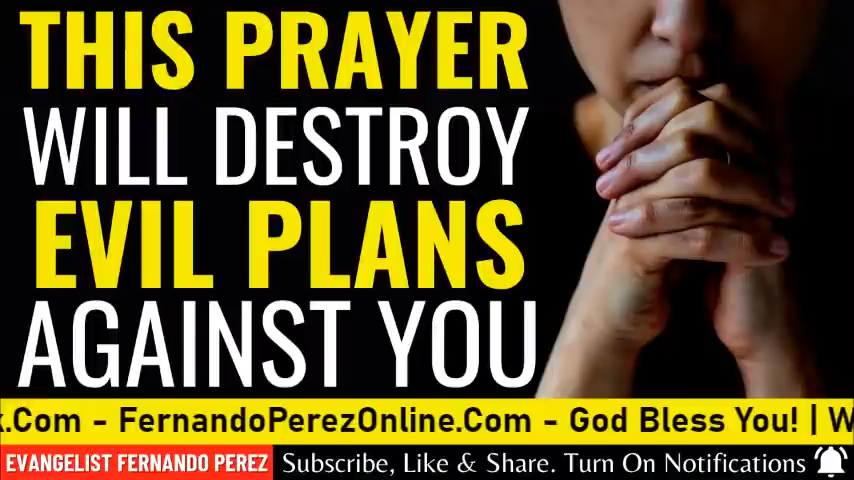 THIS PRAYER
WILL DESTROY
EVIL PLANS
AGAINST YOU
.Com - FernandoPerezOnline.Com - God Bless You! | W
EVANGELIST FERNANDO PEREZ Subscribe, Like & Share. Turn On Notifications